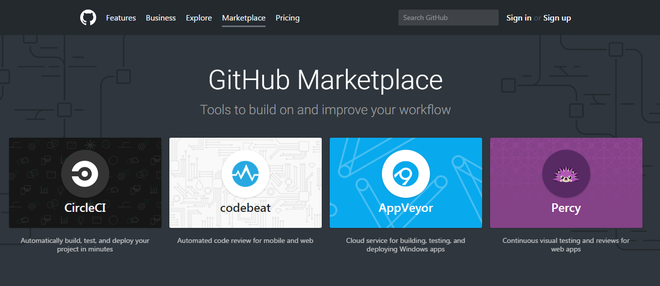 Features Business Explore Marketplace Pricing Search GitHub Sign in or Sign up
GitHub Marketplace
Tools to build on and improve your workflow
CircleCI
codebeat
AppVeyor
Percy
Automatically build, test, and deploy your
project in minutes
Automated code review for mobile and web
Cloud service for building, testing, and
deploying Windows apps
Continuous visual testing and reviews for
web apps